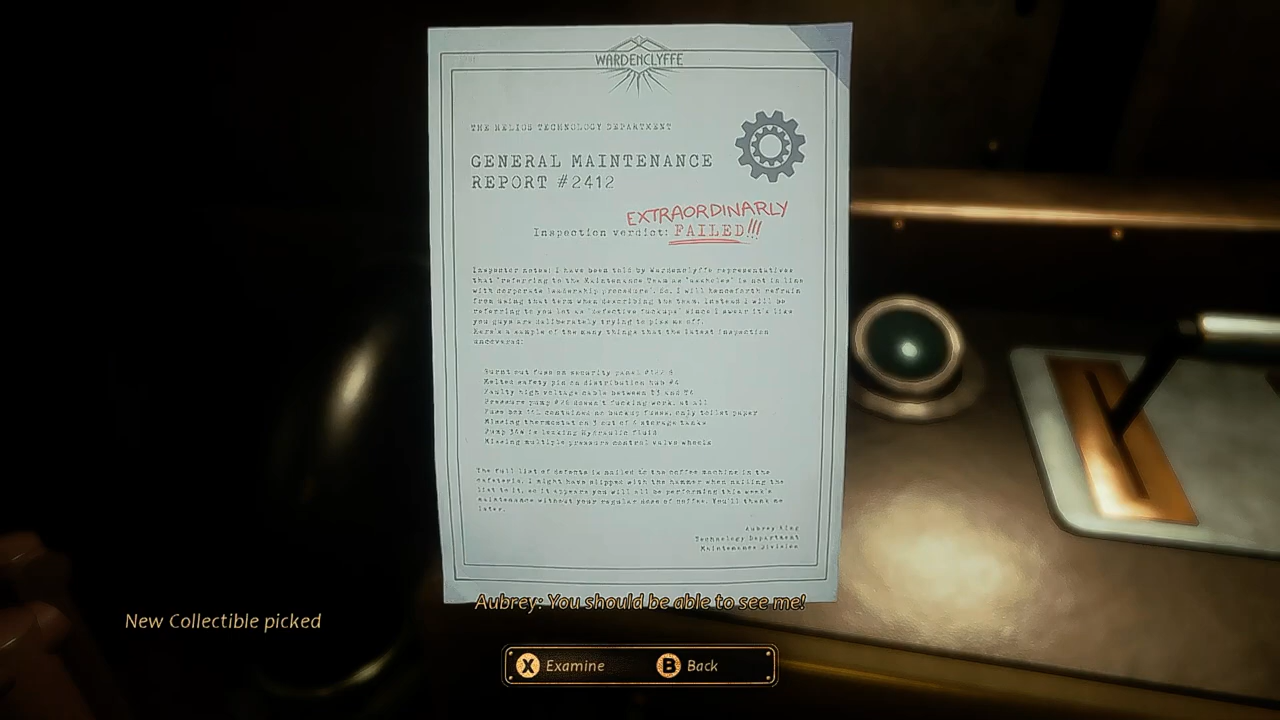 WARDENCLYFFE
THE HELIOS TECHNOLOGY DEPARTMENT
GENERAL MAINTENANCE
REPORT #2412
EXTRAORDINARLY
Inspection verdict: FAILED!!!
Inspector notes: I have been told by Wardenclyffe representatives
that "referring to the Maintenance Team as "assholes" is not in line
with corporate leadership procedure". So, I will henceforth refrain
from using that term when describing the team. Instead I will be
referring to you lot as "defective fuckups" since I swear it's like
you guys are deliberately trying to piss me off.
Here's a sample of the many things that the latest inspection
uncovered:
Burnt out fuse on security panel
Melted safety pin on distribution hub #4
Faulty high voltage cable between and
Pressure pump #26 doesn't fucking work at all
Fuse box contained no backup fuses, only toilet paper
Missing thermostat on 3 out of 4 storage tanks
Pump is leaking Hydraulic fluid
Missing multiple pressure control valve wheels
The full list of defects is nailed to the coffee machine in the
cafeteria. I might have slipped with the hammer when nailing the
list to it, so it appears you will all be performing this week's
maintenance without your regular dose of coffee. You'll thank me
later.
Aubrey King
Technology Department
Maintenance Division
Aubrey: You should be able to see me!
New Collectible picked
X Examine B Back